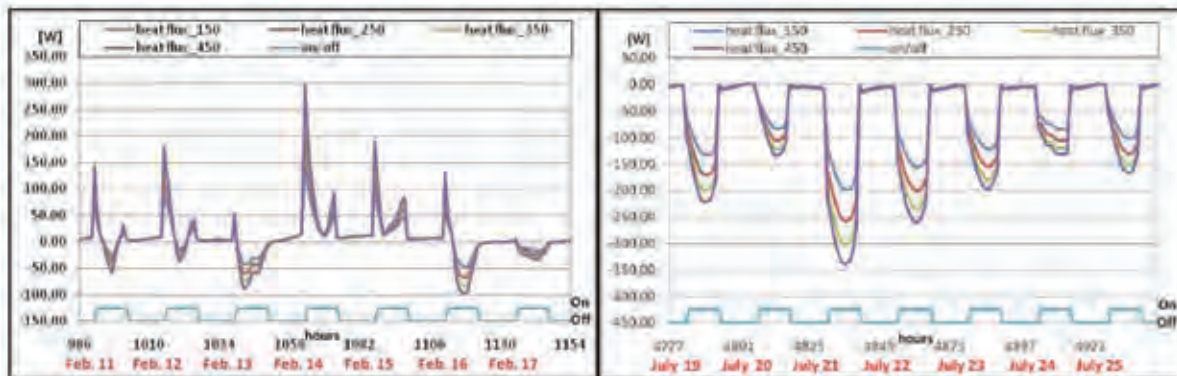 [W]
heat flux_150 heat flux_250 heat flux_350
heat flux_450 on/off
350,00
300,00
250,00
200,00
150,00
100,00
50,00
0,00
-50,00
-100,00
-150,00
On
Off
hours
986 1010 1034 1058 1082 1106 1130 1154
Feb. 11 Feb. 12 Feb. 13 Feb. 14 Feb. 15 Feb. 16 Feb. 17
[W]
heat flux_150 heat flux_250 heat flux_350
heat flux_450 on/off
50,00
0,00
-50,00
-100,00
-150,00
-200,00
-250,00
-300,00
-350,00
-400,00
-450,00
On
Off
hours
4777 4801 4825 4849 4873 4897 4921
July 19 July 20 July 21 July 22 July 23 July 24 July 25